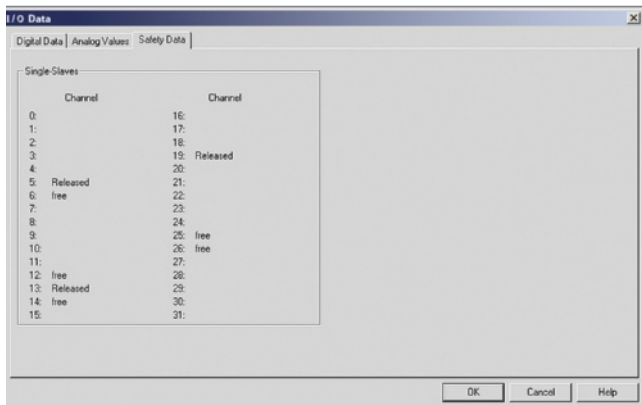 I/O Data
Digital Data Analog Values Safety Data
Single-Slaves
Channel Channel
0: 16:
1: 17:
2: 18:
3: 19: Released
4: 20:
5: Released 21:
6: free 22:
7: 23:
8: 24:
9: 25: free
10: 26: free
11: 27:
12: free 28:
13: Released 29:
14: free 30:
15: 31:
OK Cancel Help